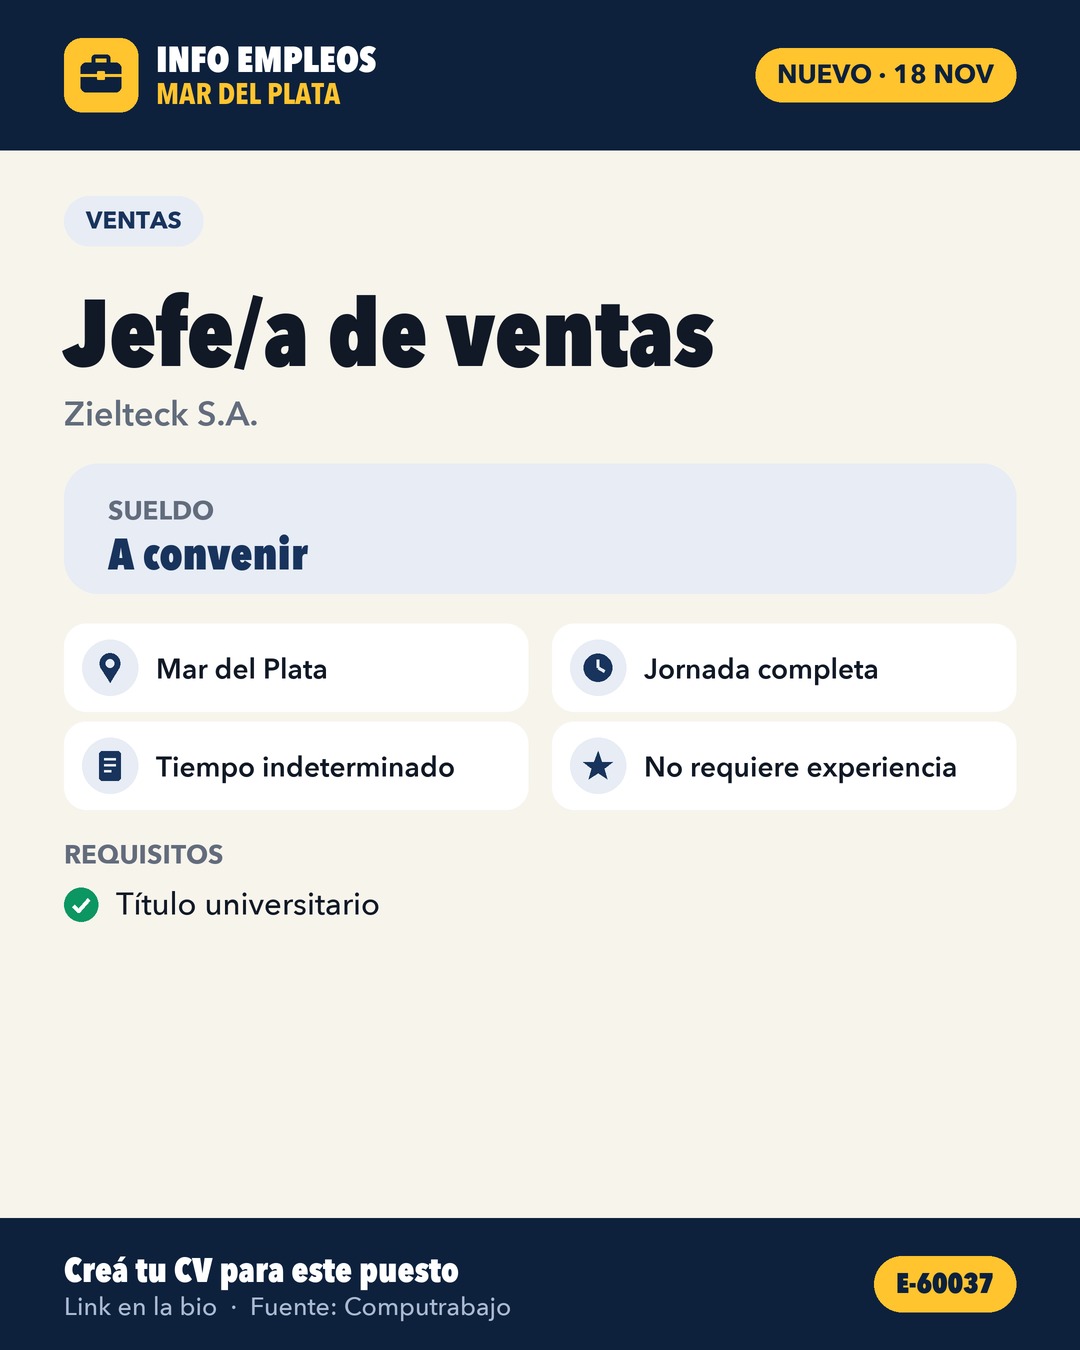 INFO EMPLEOS
MAR DEL PLATA
NUEVO · 18 NOV
VENTAS
Jefe/a de ventas
Zielteck S.A.
SUELDO
A convenir
Mar del Plata
Jornada completa
Tiempo indeterminado
No requiere experiencia
REQUISITOS
Título universitario
Creá tu CV para este puesto
Link en la bio · Fuente: Computrabajo
E-60037